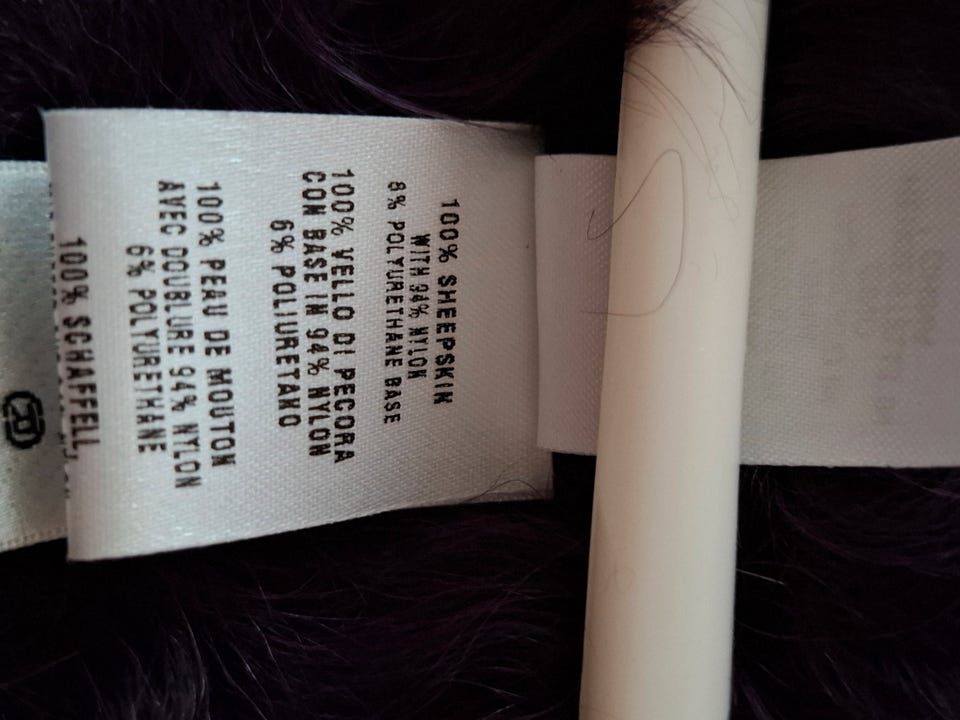 100% SHEEPSKIN
WITH 94% NYLON
6% POLYURETHANE BASE
100% VELLO DI PECORA
CON BASE IN 94% NYLON
6% POLIURETANO
100% PEAU DE MOUTON
AVEC DOUBLURE 94% NYLON
6% POLYURETHANE
100% SCHAFFELL,